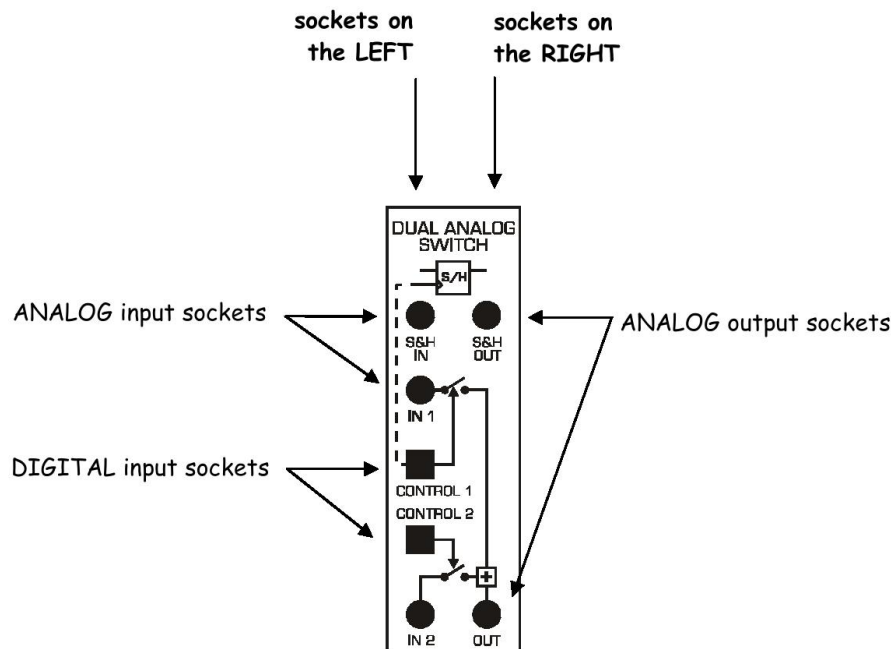 sockets on
the LEFT
sockets on
the RIGHT
DUAL ANALOG
SWITCH
S/H
ANALOG input sockets
S&H
IN
S&H
OUT
ANALOG output sockets
IN 1
DIGITAL input sockets
CONTROL 1
CONTROL 2
+
IN 2
OUT